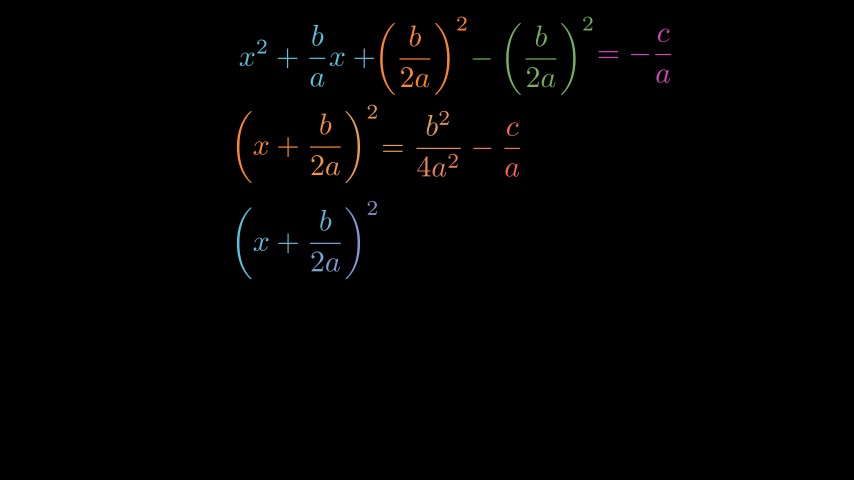 x² + b/a x + (b/2a)² − (b/2a)² = − c/a
(x + b/2a)² = b²/4a² − c/a
(x + b/2a)²